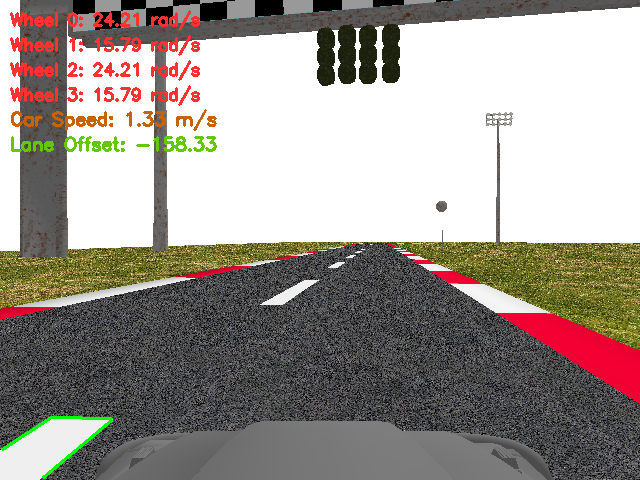 Wheel 0: 24.21 rad/s
Wheel 1: 15.79 rad/s
Wheel 2: 24.21 rad/s
Wheel 3: 15.79 rad/s
Car Speed: 1.33 m/s
Lane Offset: -158.33